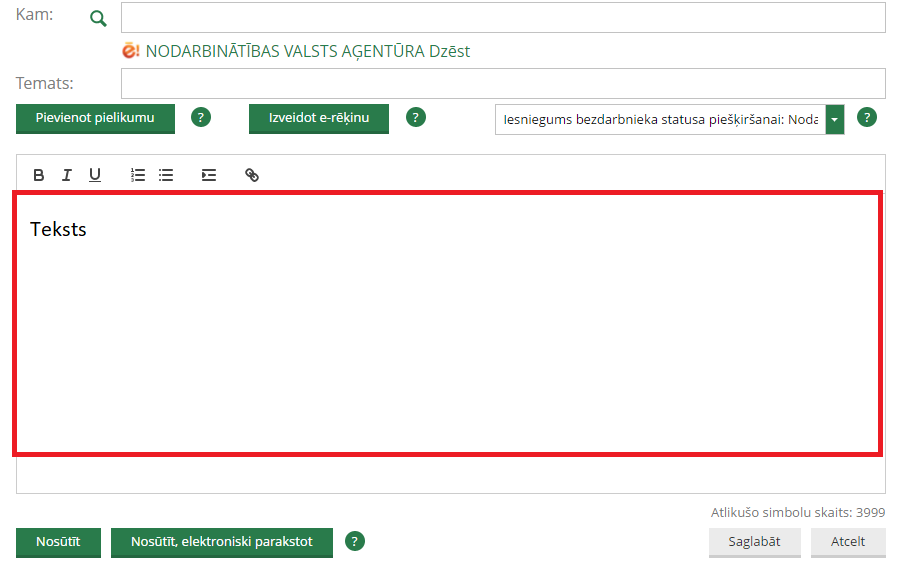 Kam:
ē! NODARBINĀTĪBAS VALSTS AĢENTŪRA Dzēst
Temats:
Pievienot pielikumu ? Izveidot e-rēķinu ? Iesniegums bezdarbnieka statusa piešķiršanai: Noda ?
B I U
Teksts
Atlikušo simbolu skaits: 3999
Nosūtīt Nosūtīt, elektroniski parakstot ? Saglabāt Atcelt